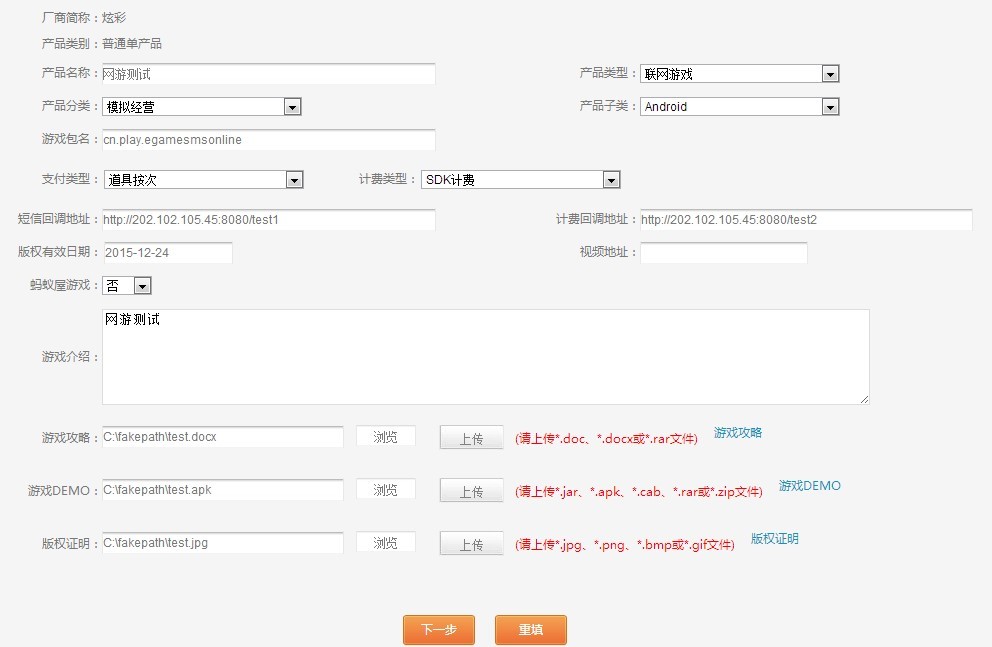 厂商简称：炫彩
产品类别：普通单产品
产品名称：网游测试 产品类型：联网游戏
产品分类：模拟经营 产品子类：Android
游戏包名：cn.play.egamesmsonline
支付类型：道具按次 计费类型：SDK计费
短信回调地址：http://202.102.105.45:8080/test1 计费回调地址：http://202.102.105.45:8080/test2
版权有效日期：2015-12-24 视频地址：
蚂蚁屋游戏：否
游戏介绍：网游测试
游戏攻略：C:\fakepath\test.docx 浏览 上传 (请上传*.doc、*.docx或*.rar文件) 游戏攻略
游戏DEMO：C:\fakepath\test.apk 浏览 上传 (请上传*.jar、*.apk、*.cab、*.rar或*.zip文件) 游戏DEMO
版权证明：C:\fakepath\test.jpg 浏览 上传 (请上传*.jpg、*.png、*.bmp或*.gif文件) 版权证明
下一步 重填